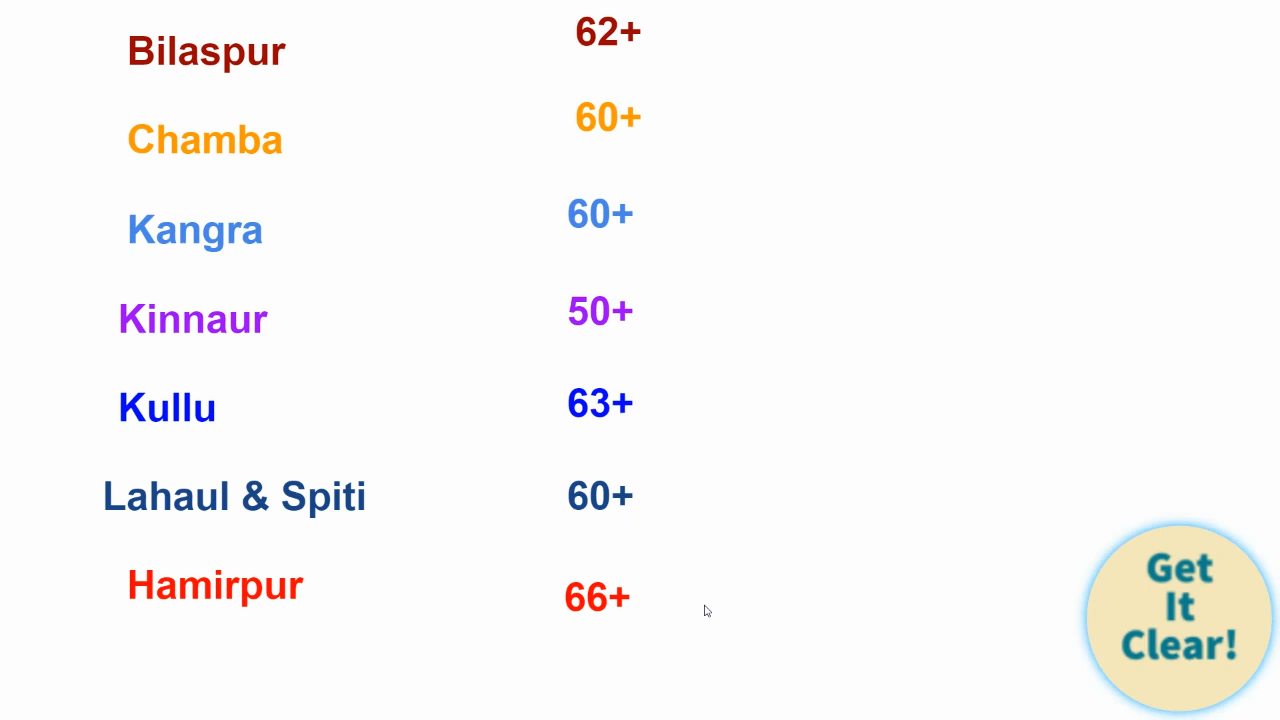 Bilaspur 62+
Chamba 60+
Kangra 60+
Kinnaur 50+
Kullu 63+
Lahaul & Spiti 60+
Hamirpur 66+
Get
It
Clear!